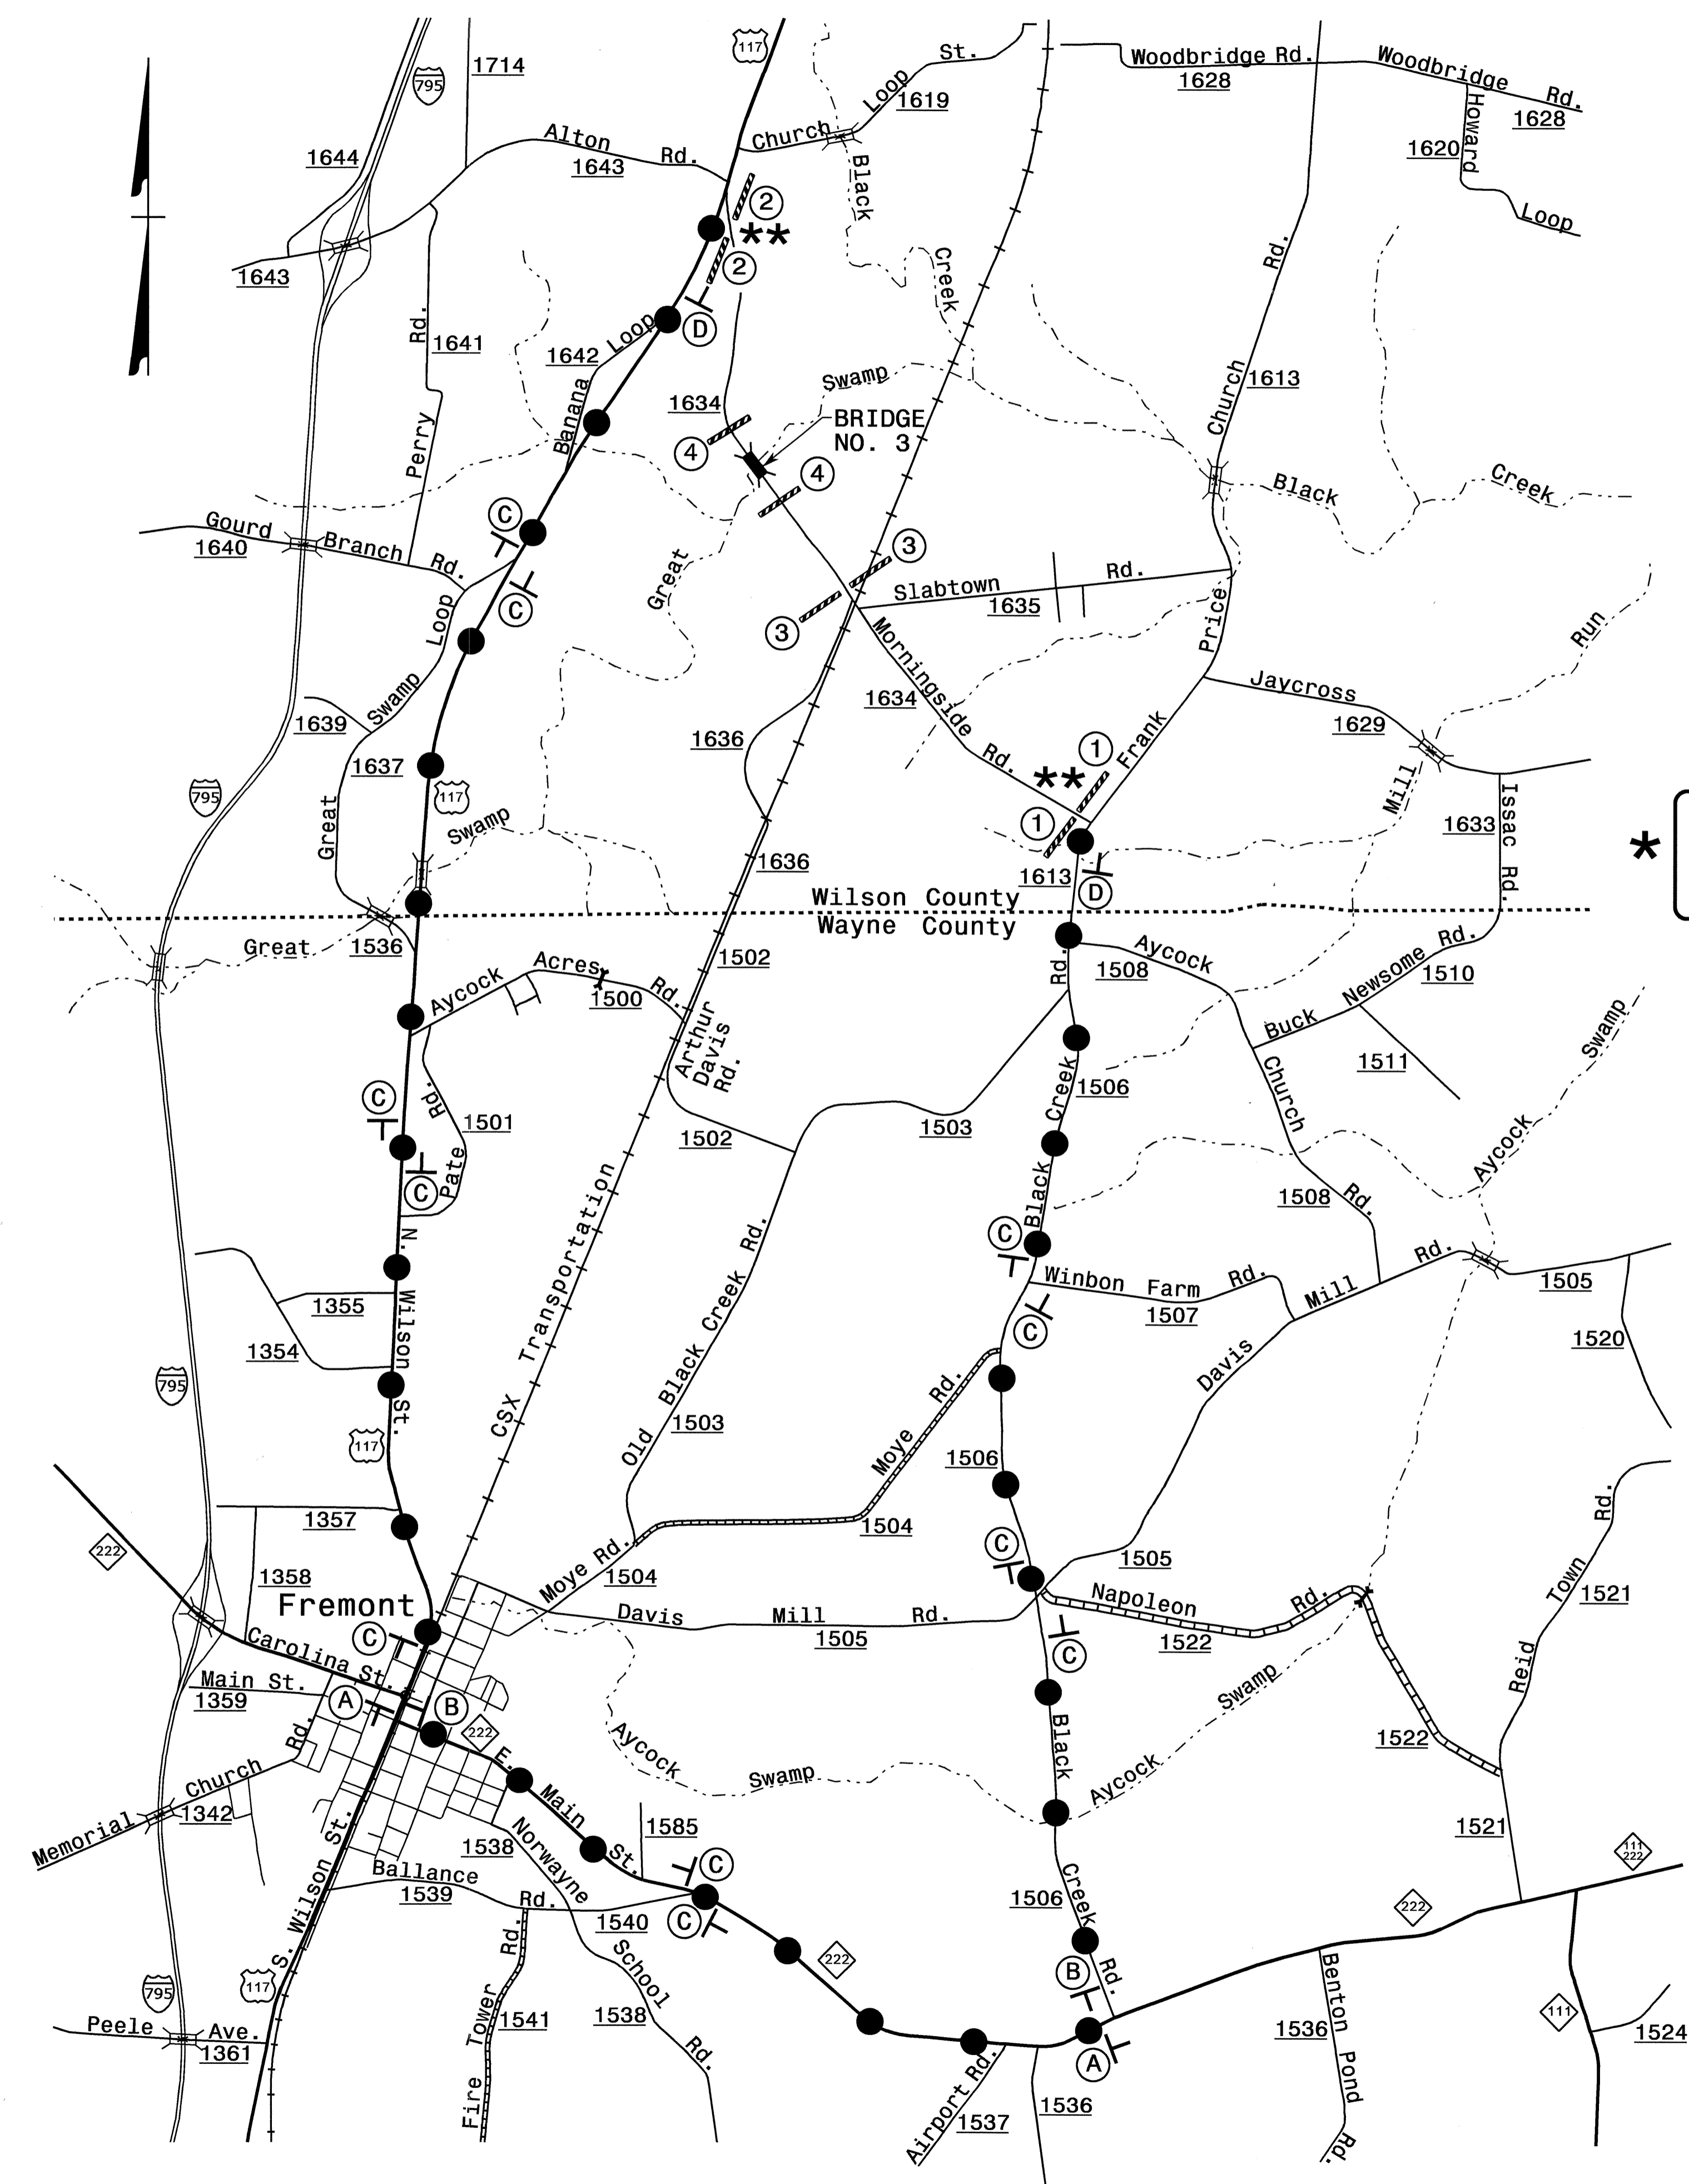 117
St.
Loop
1619
Church
Woodbridge Rd.
1628
Woodbridge
Rd.
1628
Howard
1620
Loop
1714
795
1644
Alton
Rd.
1643
Black
2
**
2
1643
Creek
Rd.
Rd.
1641
D
Loop
1642
Banana
Swamp
1613
Church
1634
BRIDGE
NO. 3
4
4
Perry
Black
Creek
C
Gourd
1640
Branch
Rd.
C
Great
3
3
Slabtown
Rd.
1635
Loop
Price
Run
Morningside
1634
Rd.
Swamp
1639
1637
1636
Jaycross
1629
Frank
1
**
1
Mill
Issac Rd.
1633
*
795
117
Great
Swamp
1636
1613
D
Wilson County
Wayne County
Great
1536
1502
Rd.
Aycock
1508
Buck Newsome Rd.
1510
Aycock
Acres
1500
Rd.
Arthur
Davis
Rd.
1511
Swamp
C
Rd.
1501
Pate
C
1502
1503
Creek
1506
Church
Aycock
Black
1508
Rd.
N. Wilson St.
CSX Transportation
Old Black Creek Rd.
1503
C
Winbon Farm Rd.
1507
Mill
Rd.
1505
C
1355
1354
1520
795
117
Davis
Moye Rd.
1506
1504
1357
222
1358
C
1505
Rd.
Town
1521
Reid
Fremont
Moye Rd.
1504
Davis Mill Rd.
1505
Napoleon Rd.
1522
C
C
Carolina St.
Main St.
1359
A
B
222
Rd.
Aycock
Swamp
Swamp
Aycock
1522
Black
E. Main St.
Memorial Church
1342
1538
Norwayne
1585
C
C
1521
111
222
S. Wilson St.
Ballance
1539
Rd.
1540
1506
Creek
Rd.
222
222
B
School
1538
Rd.
795
117
Peele Ave.
1361
Rd.
Tower
1541
Fire
A
Airport Rd.
1537
1536
Benton Pond
Rd.
1536
111
1524